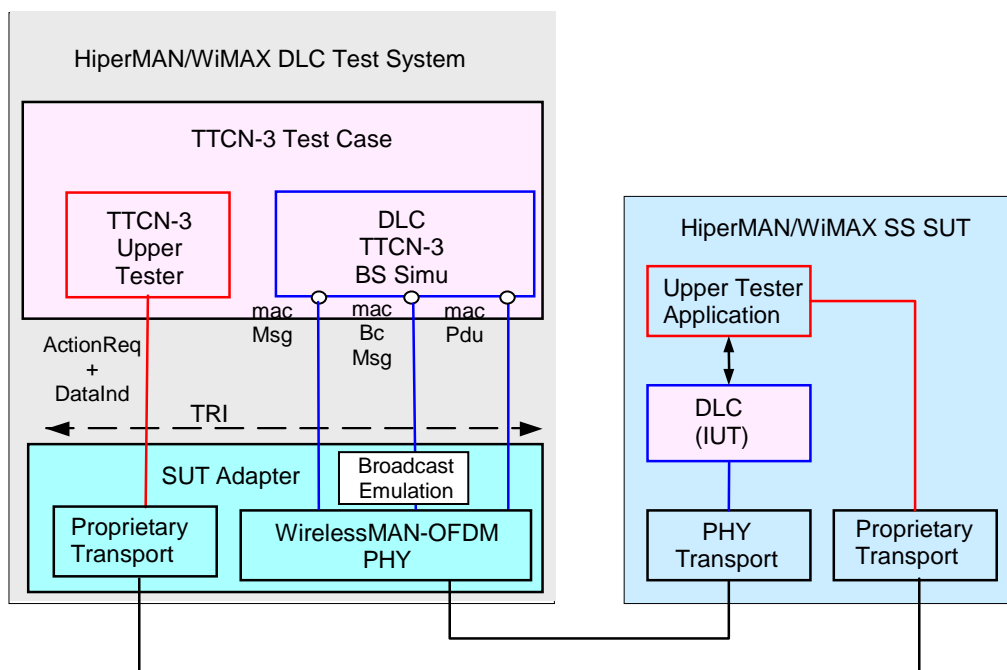 HiperMAN/WiMAX DLC Test System
TTCN-3 Test Case
TTCN-3
Upper
Tester
DLC
TTCN-3
BS Simu
mac
Msg
mac
Bc
Msg
mac
Pdu
ActionReq
+
DataInd
TRI
SUT Adapter
Broadcast
Emulation
Proprietary
Transport
WirelessMAN-OFDM
PHY
HiperMAN/WiMAX SS SUT
Upper Tester
Application
DLC
(IUT)
PHY
Transport
Proprietary
Transport